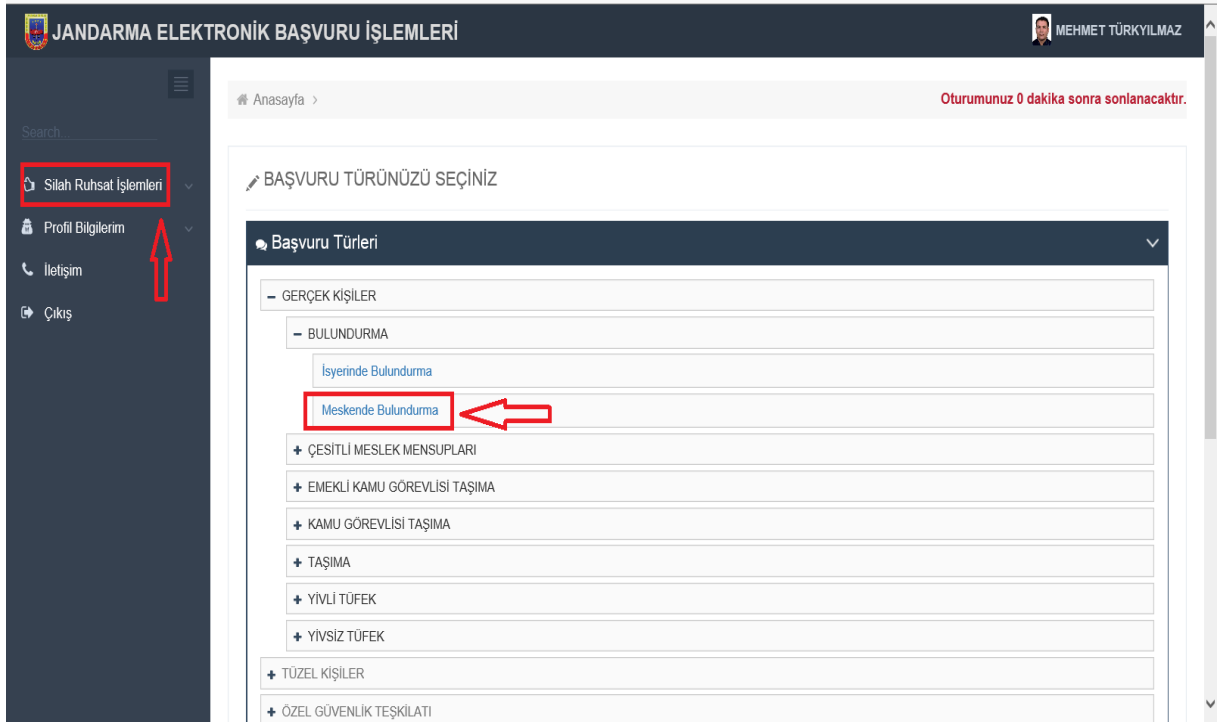 JANDARMA ELEKTRONİK BAŞVURU İŞLEMLERİ
MEHMET TÜRKYILMAZ
Anasayfa >
Oturumunuz 0 dakika sonra sonlanacaktır.
Search...
Silah Ruhsat İşlemleri
Profil Bilgilerim
İletişim
Çıkış
BAŞVURU TÜRÜNÜZÜ SEÇİNİZ
Başvuru Türleri
– GERÇEK KİŞİLER
– BULUNDURMA
İsyerinde Bulundurma
Meskende Bulundurma
+ ÇESİTLİ MESLEK MENSUPLARI
+ EMEKLİ KAMU GÖREVLİSİ TAŞIMA
+ KAMU GÖREVLİSİ TAŞIMA
+ TAŞIMA
+ YİVLİ TÜFEK
+ YİVSİZ TÜFEK
+ TÜZEL KİŞİLER
+ ÖZEL GÜVENLİK TEŞKİLATI